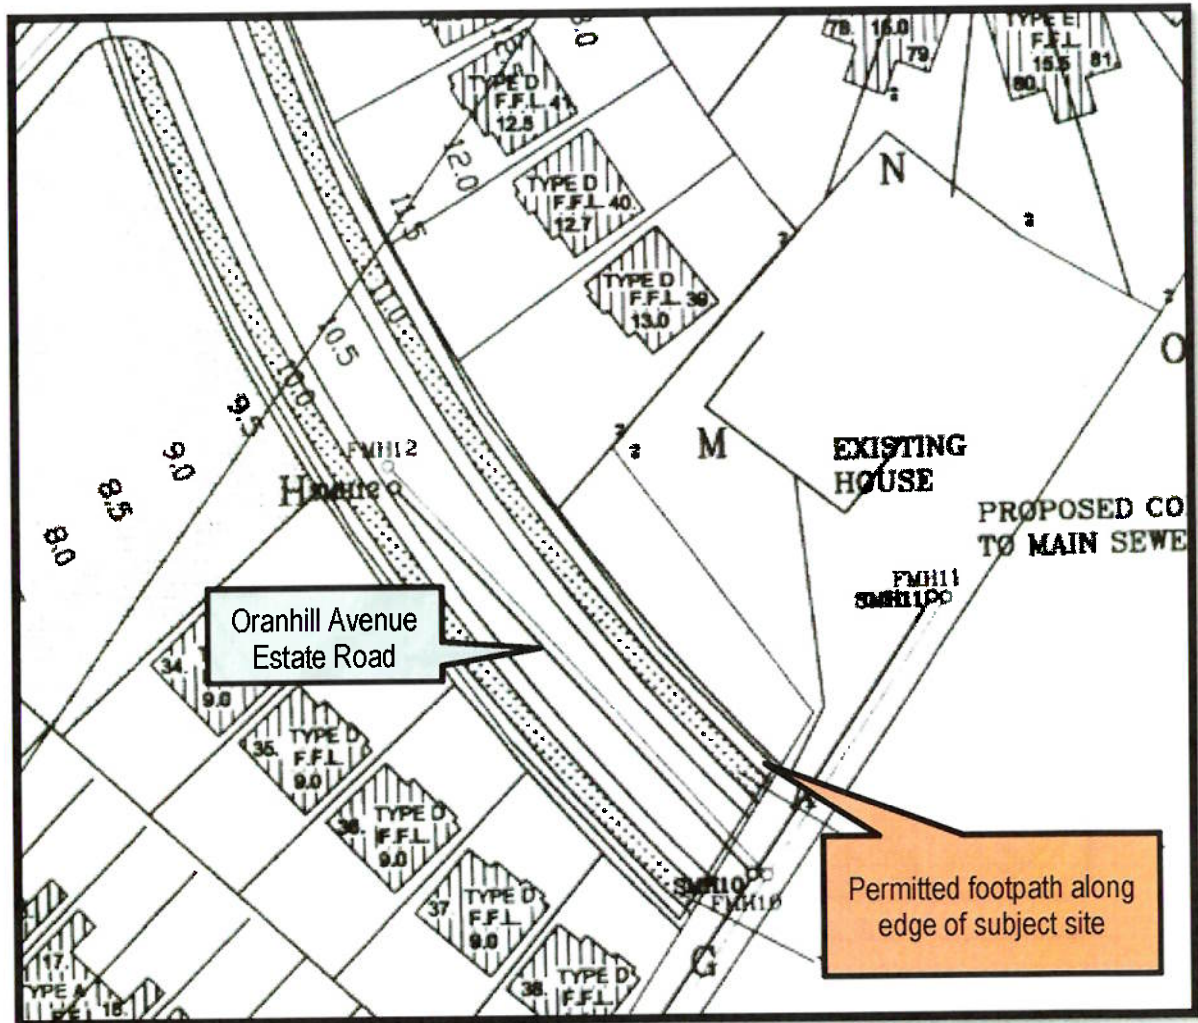 78.
15.0
79.
TYPE E
F.F.L.
15.5
81.
80.
TYPE D
F.F.L. 41.
12.8
12.0
11.5
TYPE D
F.F.L. 40.
12.7
N
TYPE D
F.F.L. 39.
13.0
11.0
10.5
10.0
9.5
9.0
8.5
8.0
O
M
EXISTING
HOUSE
PROPOSED CO
TO MAIN SEWE
FMH12
H
FMH11
SMH11
Oranhill Avenue
Estate Road
34.
9.0
35. TYPE D
F.F.L.
9.0
36. TYPE D
F.F.L.
9.0
37. TYPE D
F.F.L.
9.0
38. TYPE D
F.F.L.
SMH10
FMH10
G
Permitted footpath along
edge of subject site
17.
TYPE A
F.F.L.
18.